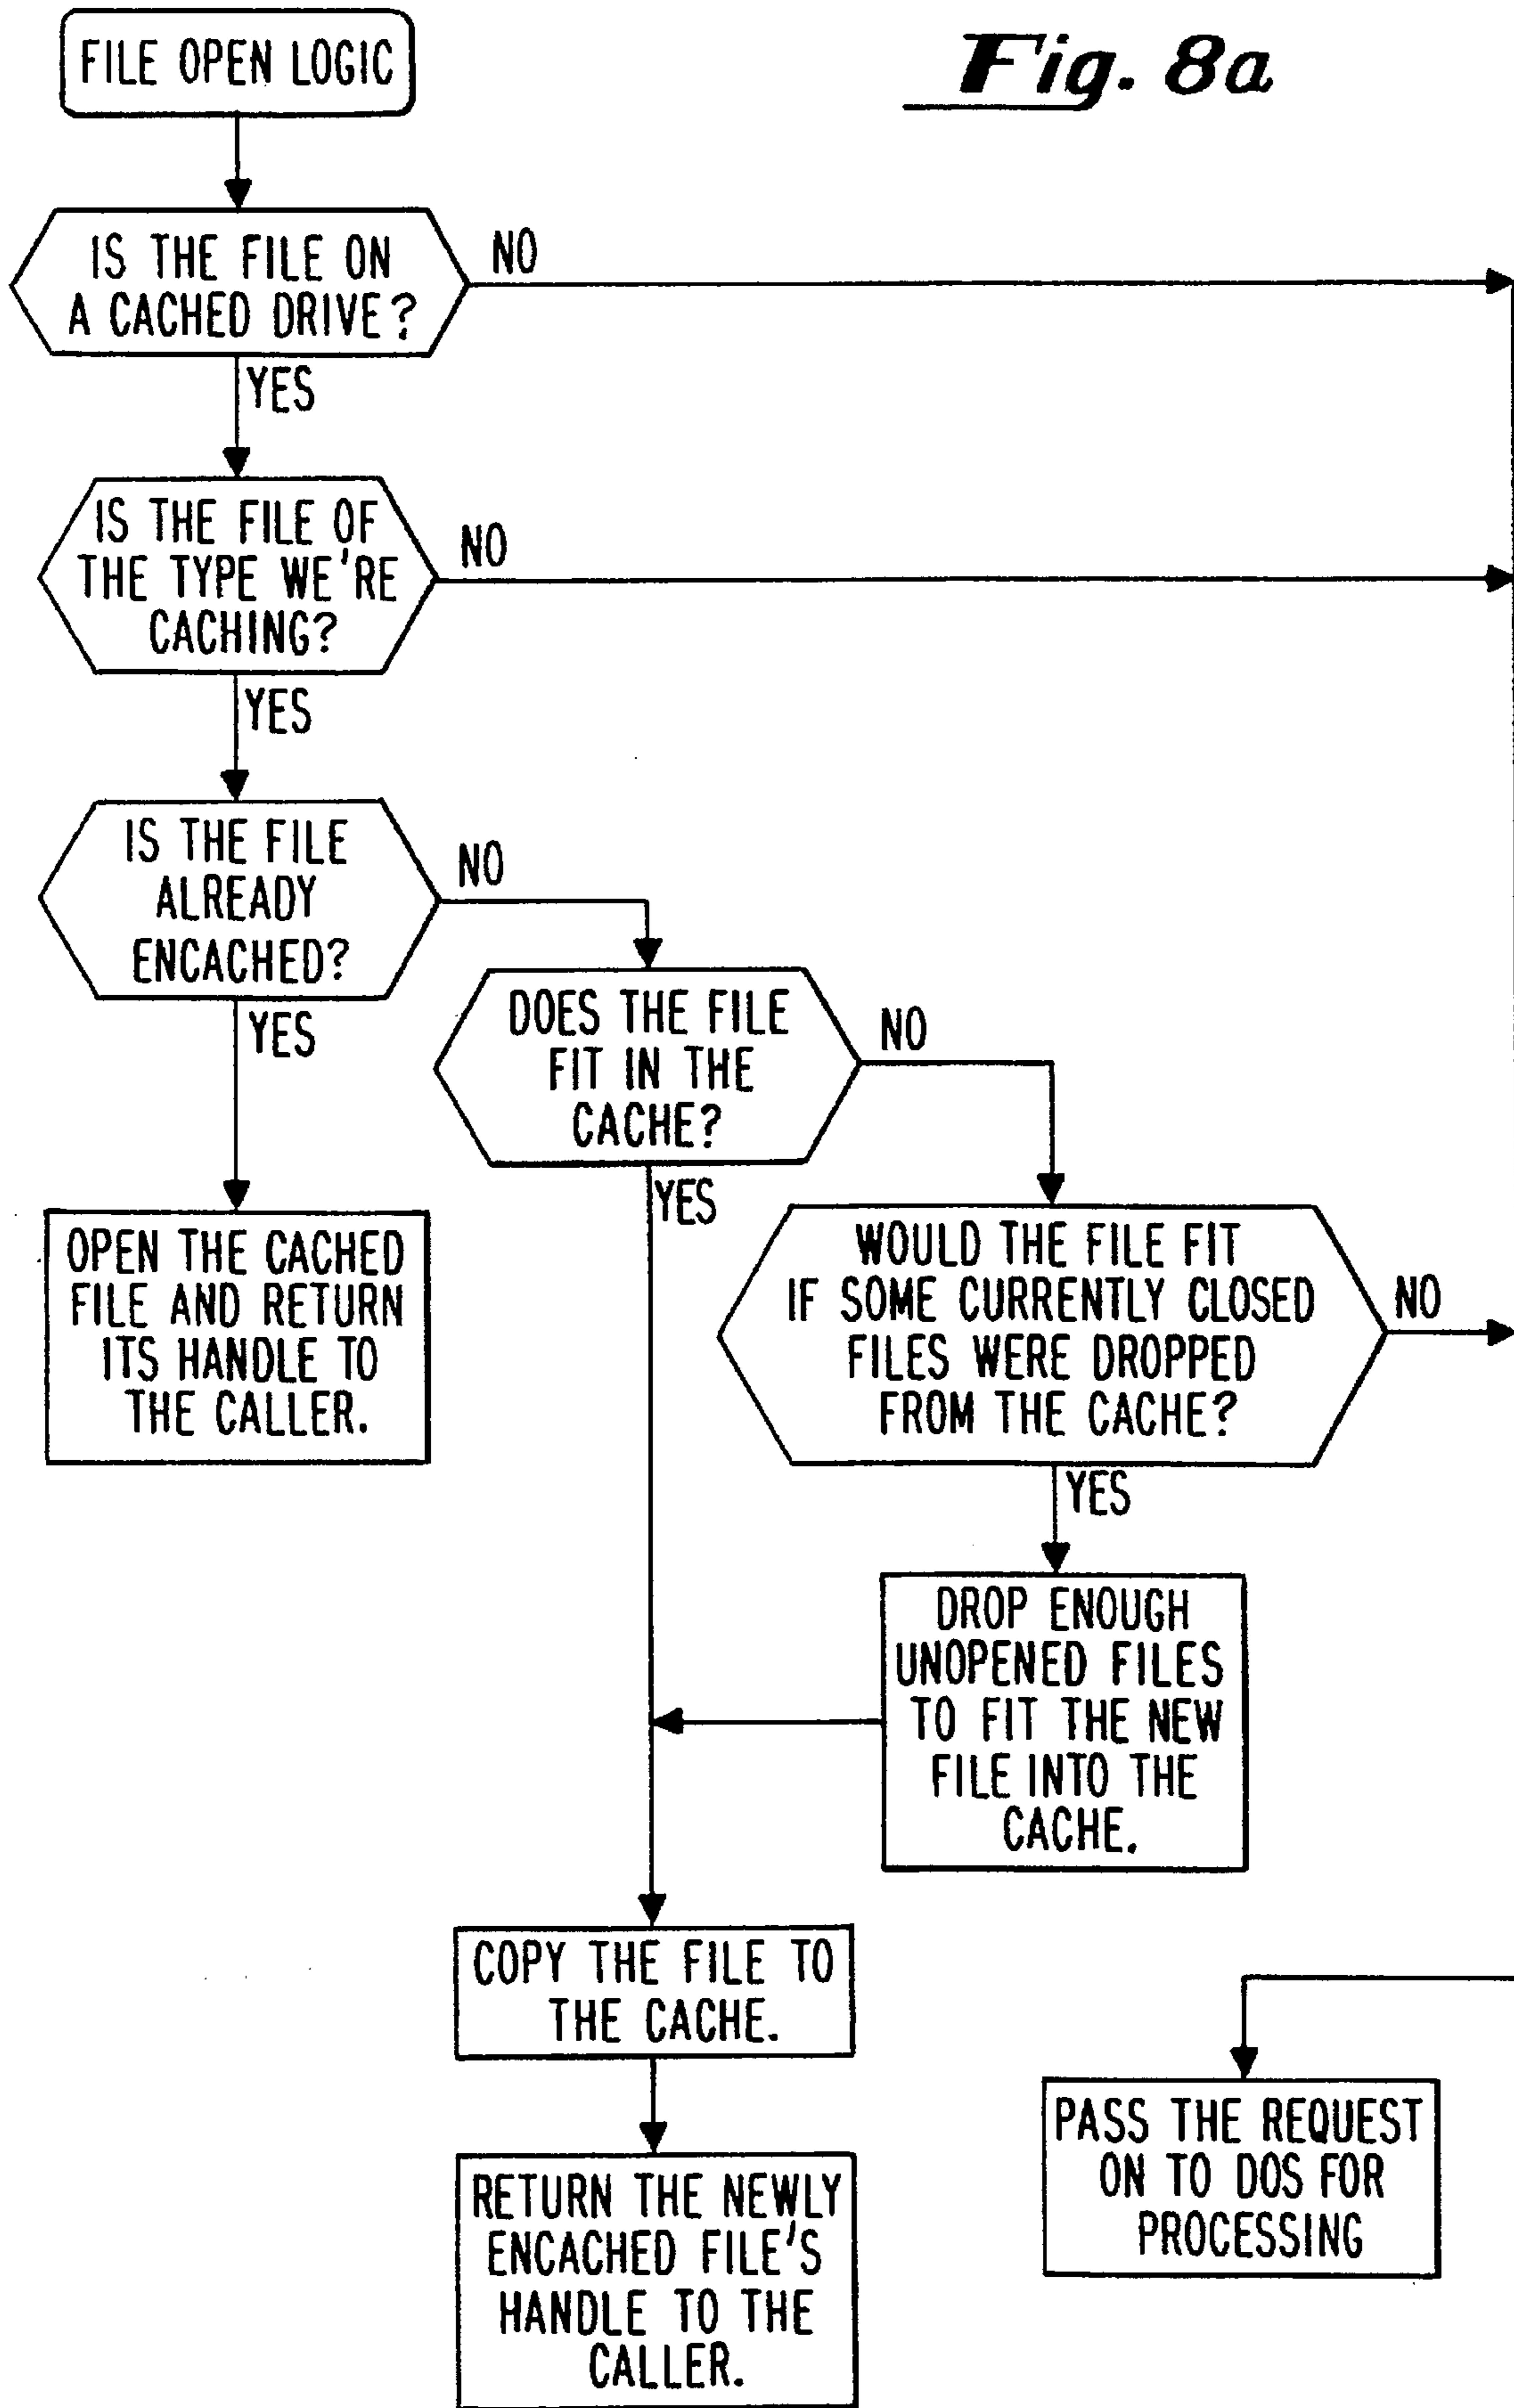 Fig. 8a
FILE OPEN LOGIC
IS THE FILE ON
A CACHED DRIVE?
NO
YES
IS THE FILE OF
THE TYPE WE'RE
CACHING?
NO
YES
IS THE FILE
ALREADY
ENCACHED?
NO
YES
OPEN THE CACHED
FILE AND RETURN
ITS HANDLE TO
THE CALLER.
DOES THE FILE
FIT IN THE
CACHE?
NO
YES
WOULD THE FILE FIT
IF SOME CURRENTLY CLOSED
FILES WERE DROPPED
FROM THE CACHE?
NO
YES
DROP ENOUGH
UNOPENED FILES
TO FIT THE NEW
FILE INTO THE
CACHE.
COPY THE FILE TO
THE CACHE.
RETURN THE NEWLY
ENCACHED FILE'S
HANDLE TO THE
CALLER.
PASS THE REQUEST
ON TO DOS FOR
PROCESSING